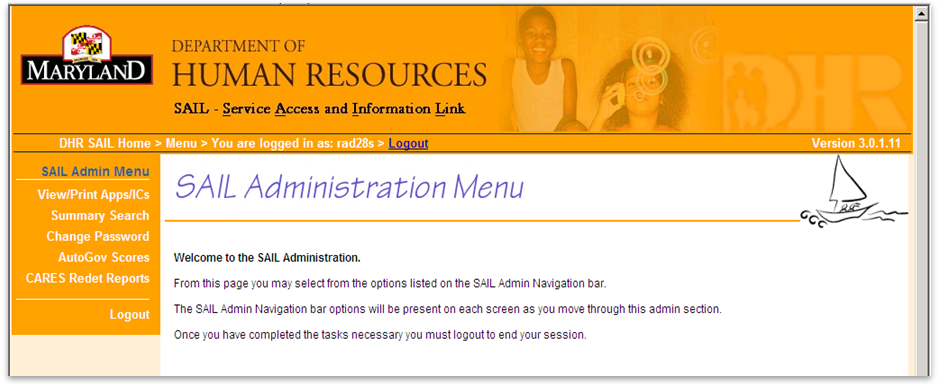 MARYLAND
DEPARTMENT OF
HUMAN RESOURCES
SAIL - Service Access and Information Link
DHR
DHR SAIL Home > Menu > You are logged in as: rad28s > Logout
Version 3.0.1.11
SAIL Admin Menu
View/Print Apps/ICs
Summary Search
Change Password
AutoGov Scores
CARES Redet Reports
Logout
SAIL Administration Menu
Welcome to the SAIL Administration.
From this page you may select from the options listed on the SAIL Admin Navigation bar.
The SAIL Admin Navigation bar options will be present on each screen as you move through this admin section.
Once you have completed the tasks necessary you must logout to end your session.